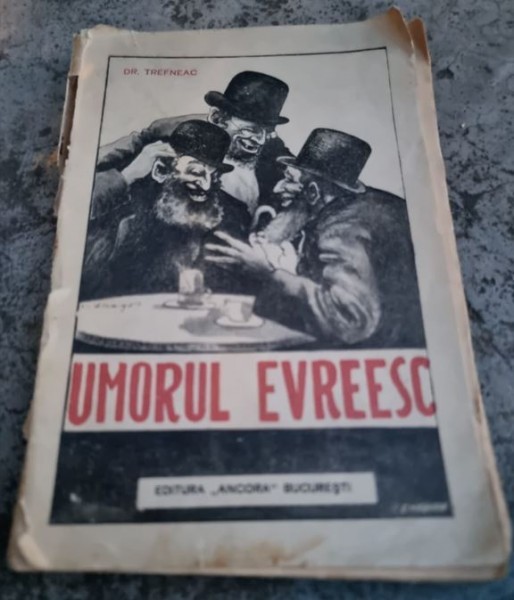 DR. TREFNEAC
UMORUL EVREESC
EDITURA „ANCORA" BUCUREȘTI